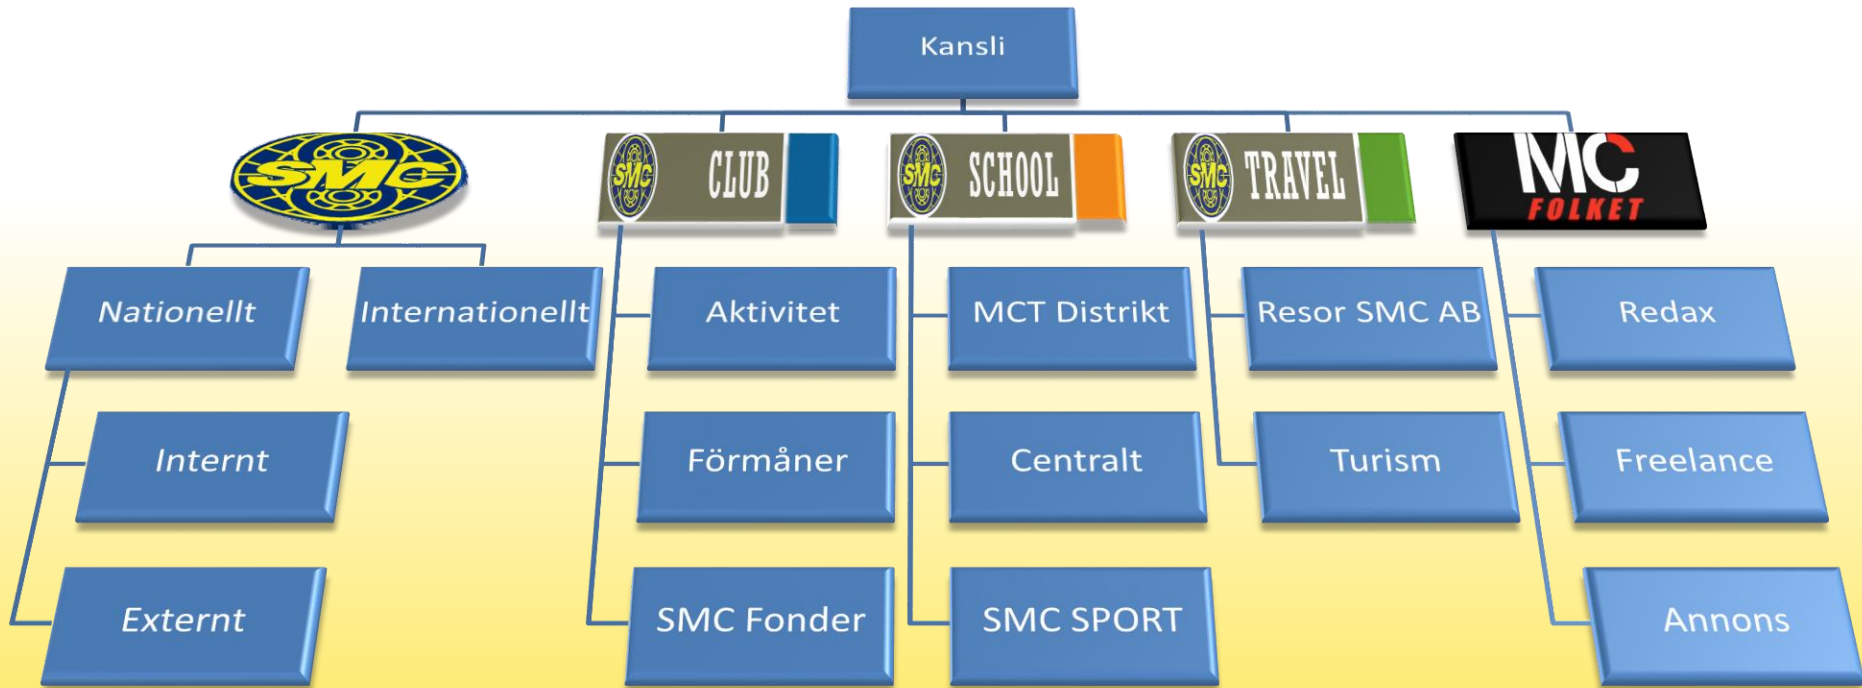 Kansli
SMC
SMC CLUB
SMC SCHOOL
SMC TRAVEL
MC
FOLKET
Nationellt
Internationellt
Aktivitet
MCT Distrikt
Resor SMC AB
Redax
Internt
Förmåner
Centralt
Turism
Freelance
Externt
SMC Fonder
SMC SPORT
Annons